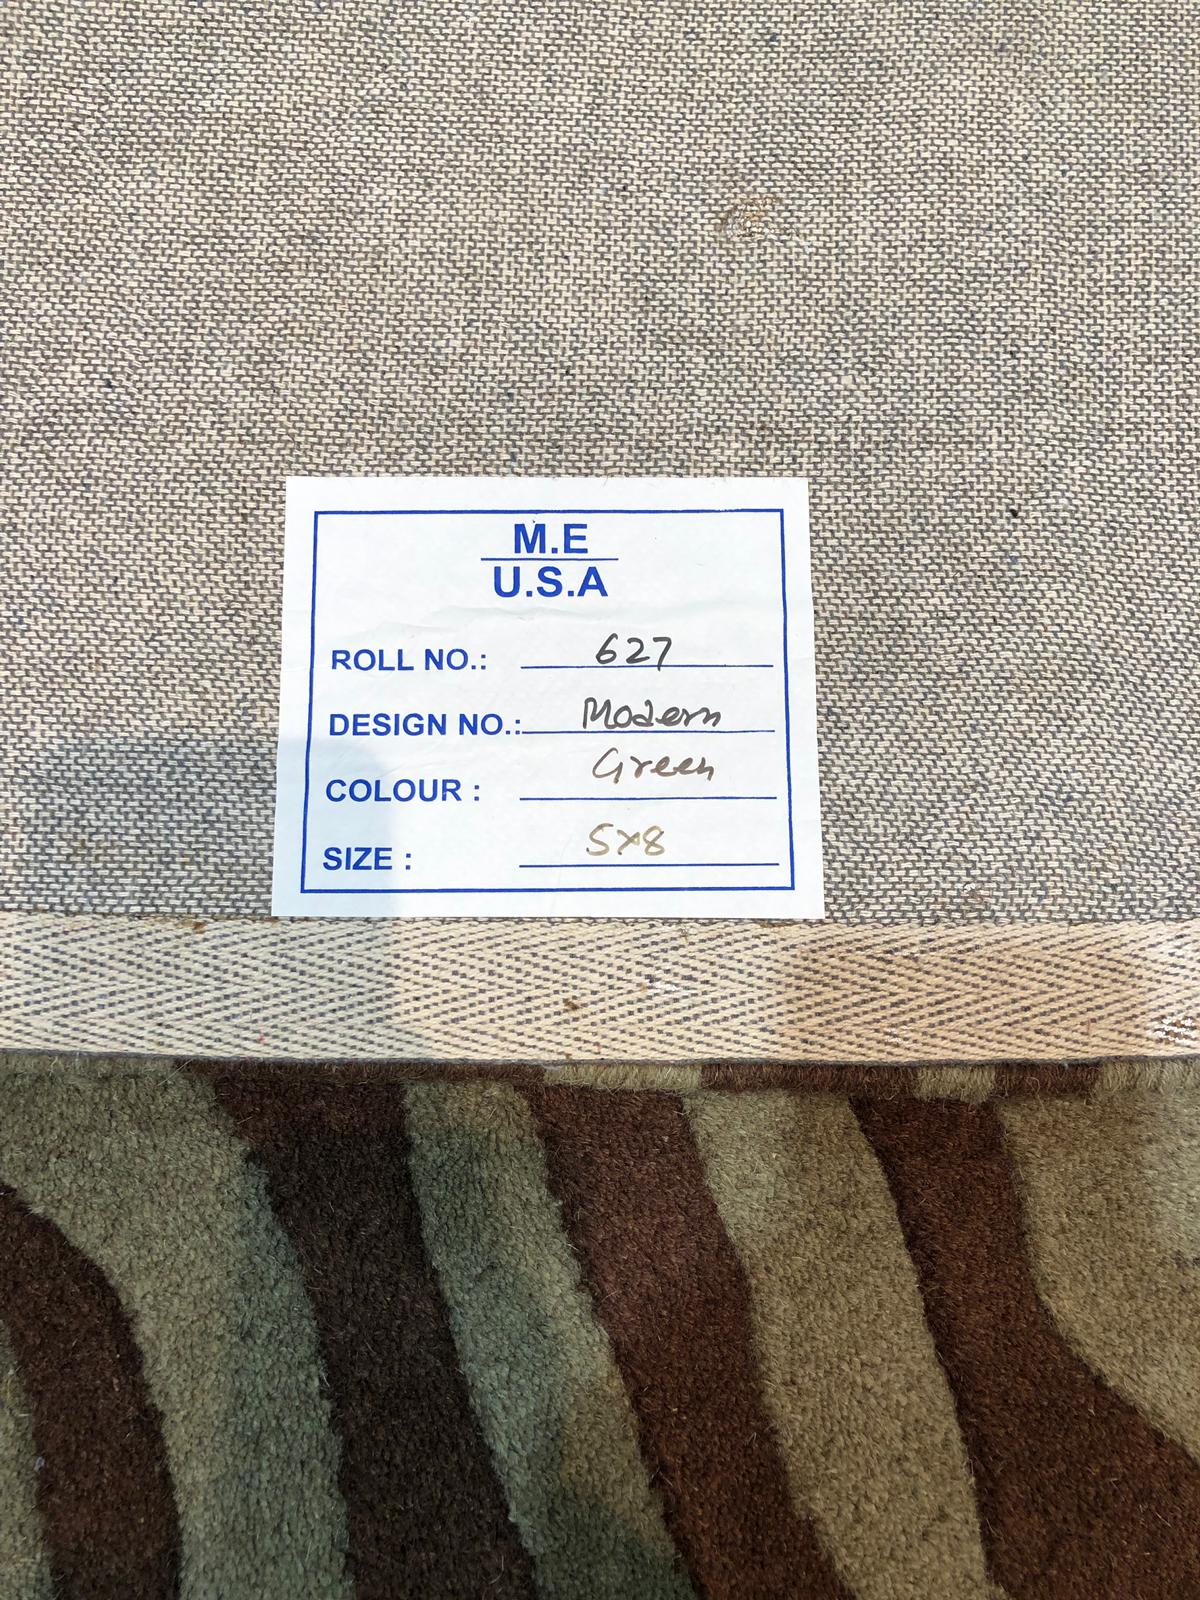 M.E
U.S.A
ROLL NO.: 627
DESIGN NO.: Modern
COLOUR : Green
SIZE : 5x8